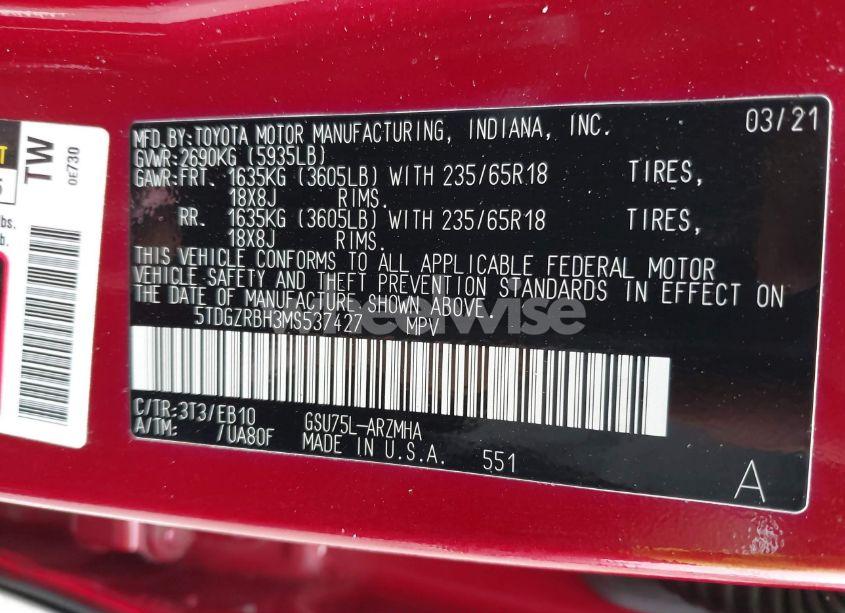 MFD.BY:TOYOTA MOTOR MANUFACTURING, INDIANA, INC. 03/21
GVWR:2690KG (5935LB)
GAWR:FRT. 1635KG (3605LB) WITH 235/65R18 TIRES,
18X8J RIMS.
RR. 1635KG (3605LB) WITH 235/65R18 TIRES,
18X8J RIMS.
THIS VEHICLE CONFORMS TO ALL APPLICABLE FEDERAL MOTOR
VEHICLE SAFETY AND THEFT PREVENTION STANDARDS IN EFFECT ON
THE DATE OF MANUFACTURE SHOWN ABOVE.
5TDGZRBH3MS537427 MPV
C/TR:3T3/EB10 GSU75L-ARZMHA
A/TM: /UA80F MADE IN U.S.A. 551
A
TW
0E730
lbs.